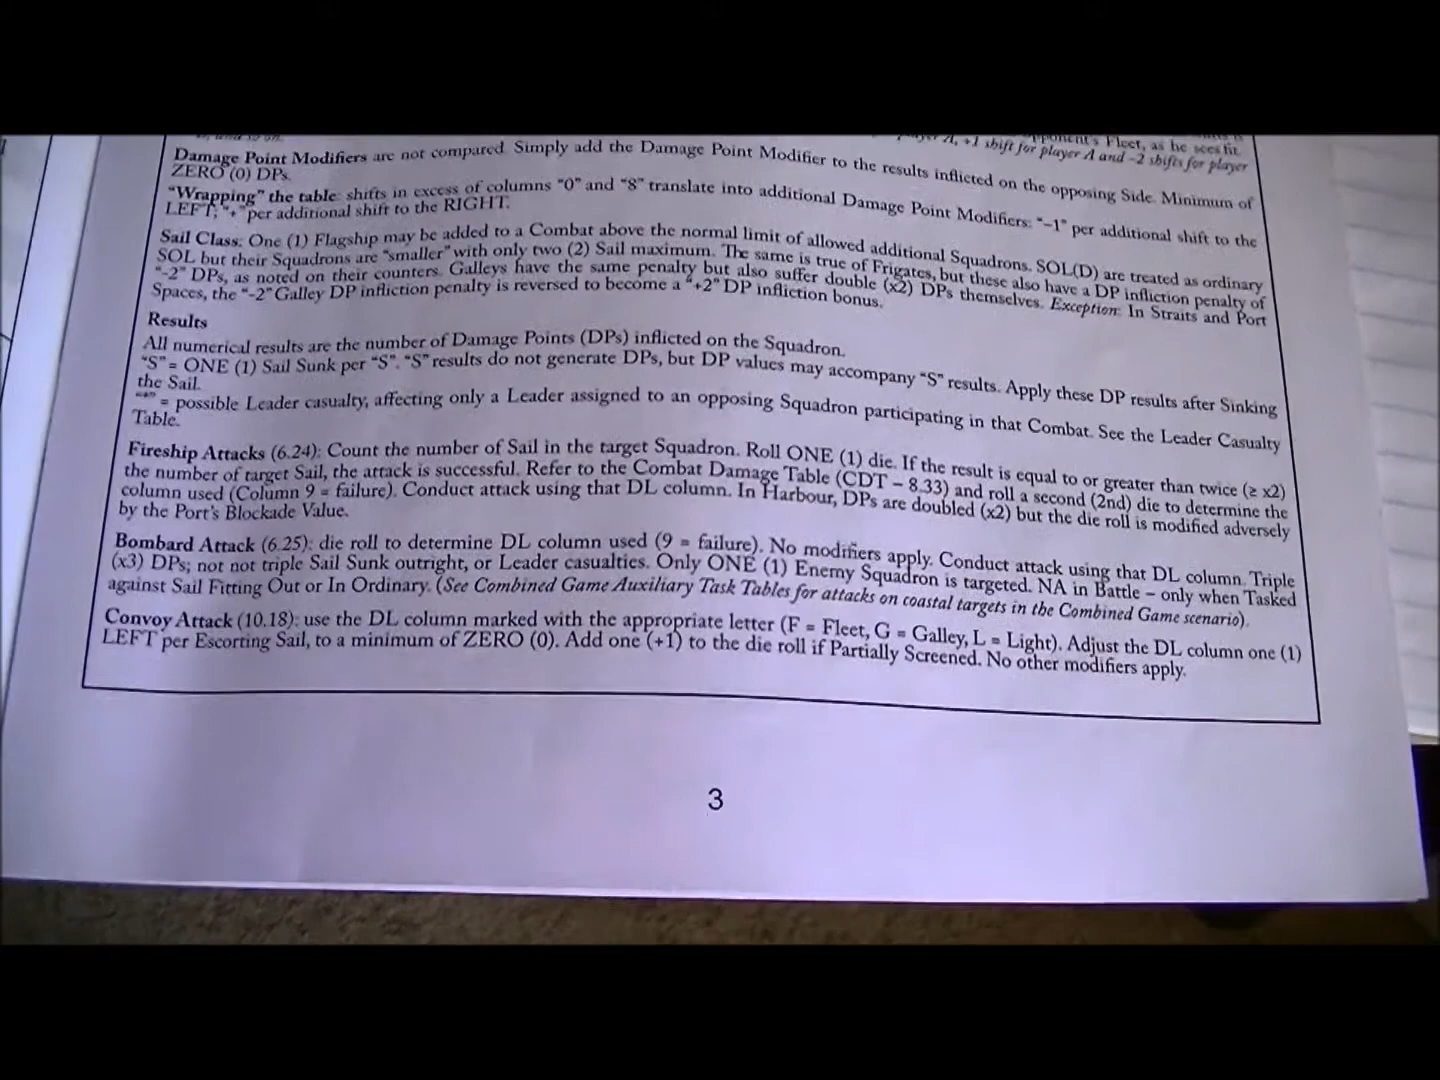 opponent's Fleet, as he sees fit.
player A, +1 shift for player A and -2 shifts for player
Damage Point Modifiers are not compared. Simply add the Damage Point Modifier to the results inflicted on the opposing Side. Minimum of
ZERO (0) DPs.
"Wrapping" the table: shifts in excess of columns "0" and "8" translate into additional Damage Point Modifiers: "–1" per additional shift to the
LEFT; "+" per additional shift to the RIGHT.
Sail Class: One (1) Flagship may be added to a Combat above the normal limit of allowed additional Squadrons. SOL(D) are treated as ordinary
SOL but their Squadrons are "smaller" with only two (2) Sail maximum. The same is true of Frigates, but these also have a DP infliction penalty of
"-2" DPs, as noted on their counters. Galleys have the same penalty but also suffer double (x2) DPs themselves. Exception: In Straits and Port
Spaces, the "-2" Galley DP infliction penalty is reversed to become a "+2" DP infliction bonus.
Results
All numerical results are the number of Damage Points (DPs) inflicted on the Squadron.
"S" = ONE (1) Sail Sunk per "S". "S" results do not generate DPs, but DP values may accompany "S" results. Apply these DP results after Sinking
the Sail.
"*" = possible Leader casualty, affecting only a Leader assigned to an opposing Squadron participating in that Combat. See the Leader Casualty
Table.
Fireship Attacks (6.24): Count the number of Sail in the target Squadron. Roll ONE (1) die. If the result is equal to or greater than twice (≥ x2)
the number of target Sail, the attack is successful. Refer to the Combat Damage Table (CDT – 8.33) and roll a second (2nd) die to determine the
column used (Column 9 = failure). Conduct attack using that DL column. In Harbour, DPs are doubled (x2) but the die roll is modified adversely
by the Port's Blockade Value.
Bombard Attack (6.25): die roll to determine DL column used (9 = failure). No modifiers apply. Conduct attack using that DL column. Triple
(x3) DPs; not not triple Sail Sunk outright, or Leader casualties. Only ONE (1) Enemy Squadron is targeted. NA in Battle – only when Tasked
against Sail Fitting Out or In Ordinary. (See Combined Game Auxiliary Task Tables for attacks on coastal targets in the Combined Game scenario).
Convoy Attack (10.18): use the DL column marked with the appropriate letter (F = Fleet, G = Galley, L = Light). Adjust the DL column one (1)
LEFT per Escorting Sail, to a minimum of ZERO (0). Add one (+1) to the die roll if Partially Screened. No other modifiers apply.
3